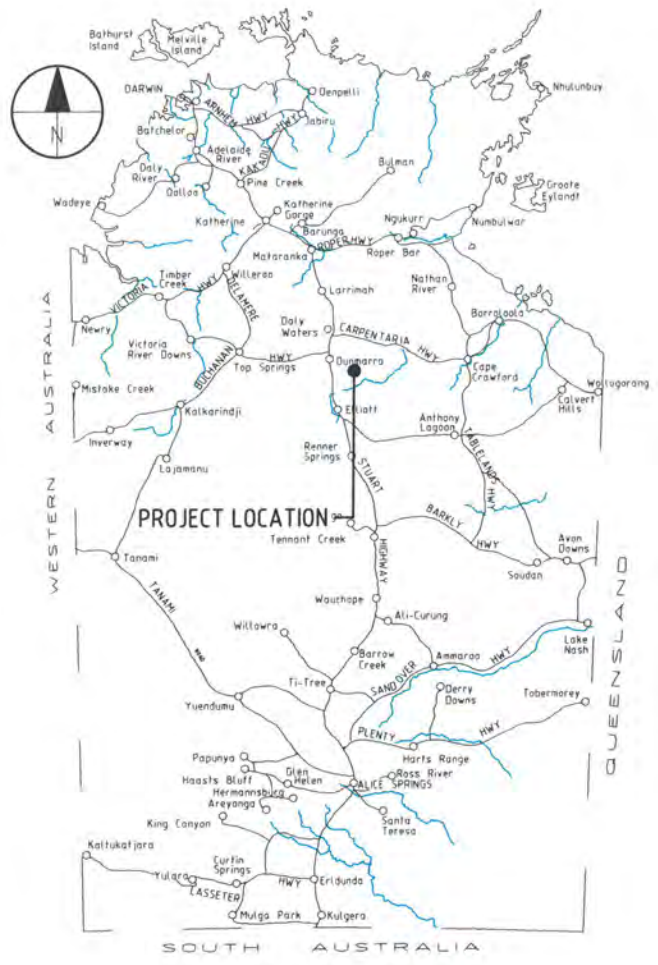 Bathurst
Island
Melville
Island
DARWIN
ARNHEM
HWY
Oenpelli
Nhulunbuy
Jabiru
KAKADU
HWY
Batchelor
Adelaide
River
Daly
River
Pine Creek
Bulman
Groote
Eylandt
Wadeye
Katherine
Gorge
Katherine
Barunga
Ngukurr
Numbulwar
Mataranka
ROPER HWY
Roper Bar
Willeroo
Timber
Creek
VICTORIA
HWY
DELAMERE
Larrimah
Nathan
River
Newry
Daly
Waters
CARPENTARIA
HWY
Borroloola
Victoria
River Downs
BUCHANAN
HWY
Top Springs
Dunmarra
Cape
Crawford
Wollogorang
Mistake Creek
Calvert
Hills
Kalkarindji
Elliott
Anthony
Lagoon
Inverway
Renner
Springs
Lajamanu
STUART
HIGHWAY
TABLELANDS
HWY
PROJECT LOCATION
Tennant Creek
BARKLY
HWY
Avon
Downs
Soudan
Tanami
TANAMI
ROAD
Wauchope
Willowra
Ali-Curung
Barrow
Creek
Ammaroo
SANDOVER
HWY
Lake
Nash
Ti-Tree
Derry
Downs
Tobermorey
Yuendumu
PLENTY
HWY
Harts Range
Papunya
Haasts Bluff
Glen
Helen
Ross River
Hermannsburg
ALICE SPRINGS
Areyonga
Santa
Teresa
King Canyon
Kaltukatjara
Curtin
Springs
Yulara
LASSETER
HWY
Erldunda
Mulga Park
Kulgera
WESTERN AUSTRALIA
QUEENSLAND
SOUTH AUSTRALIA
N